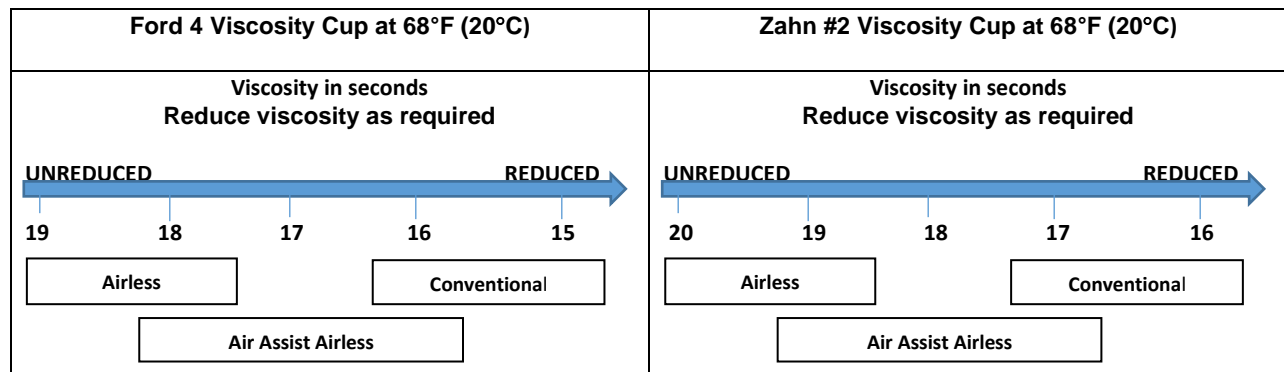 Ford 4 Viscosity Cup at 68°F (20°C)
Viscosity in seconds
Reduce viscosity as required
UNREDUCED REDUCED
19 18 17 16 15
Airless Conventional
Air Assist Airless
Zahn #2 Viscosity Cup at 68°F (20°C)
Viscosity in seconds
Reduce viscosity as required
UNREDUCED REDUCED
20 19 18 17 16
Airless Conventional
Air Assist Airless